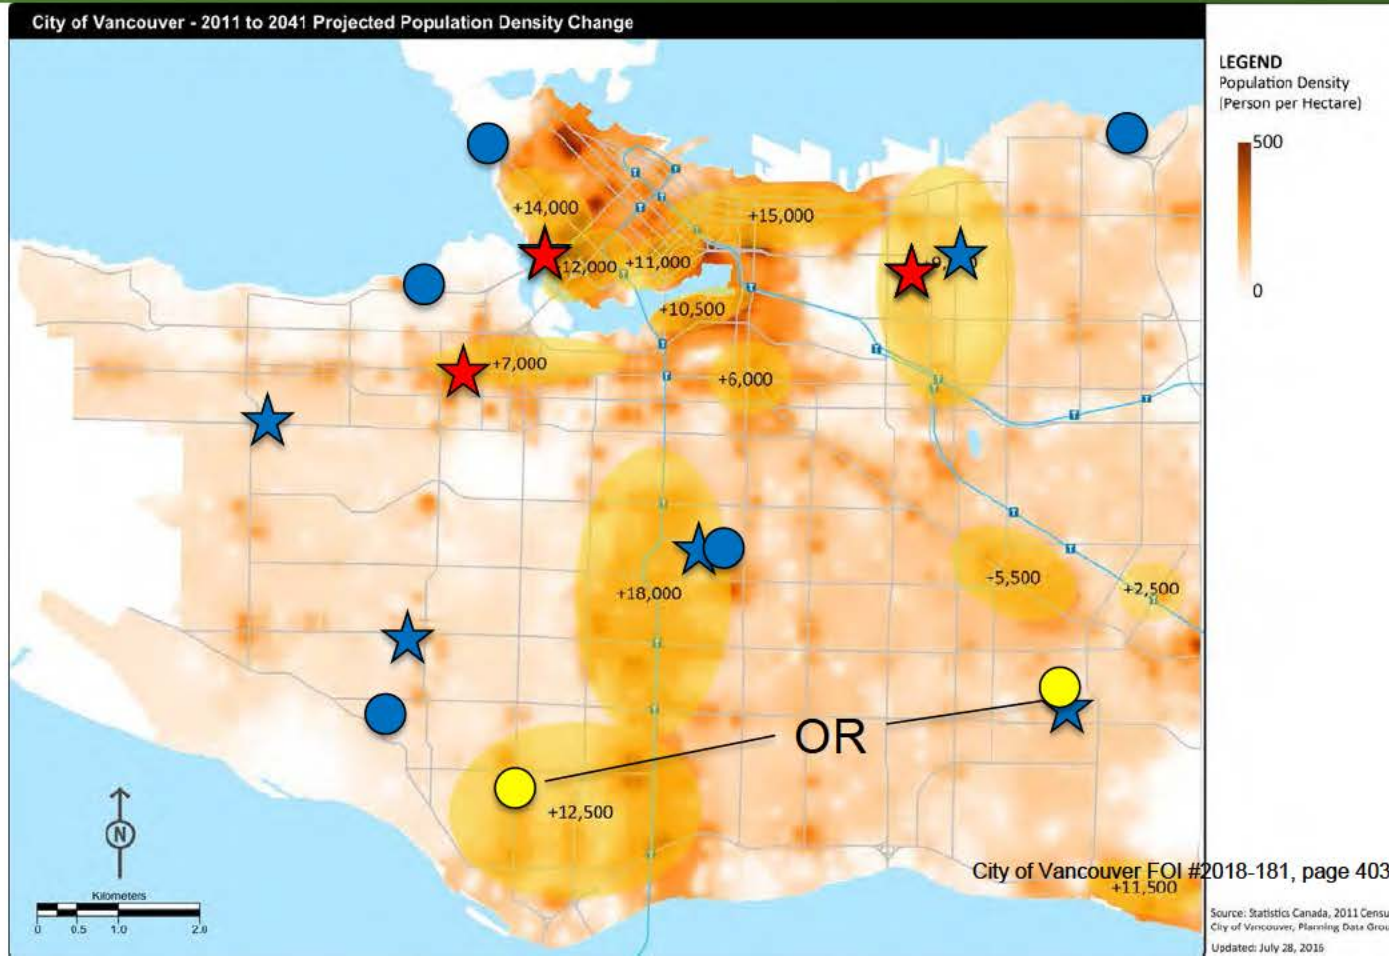 City of Vancouver - 2011 to 2041 Projected Population Density Change
LEGEND
Population Density
(Person per Hectare)
500
0
+14,000
+15,000
12,000
+11,000
+10,500
+7,000
+6,000
+18,000
-5,500
+2,500
OR
+12,500
N
Kilometers
0 0.5 1.0 2.0
City of Vancouver FOI #2018-181, page 403
+11,500
Source: Statistics Canada, 2011 Censu
City of Vancouver, Planning Data Grou
Updated: July 28, 2016